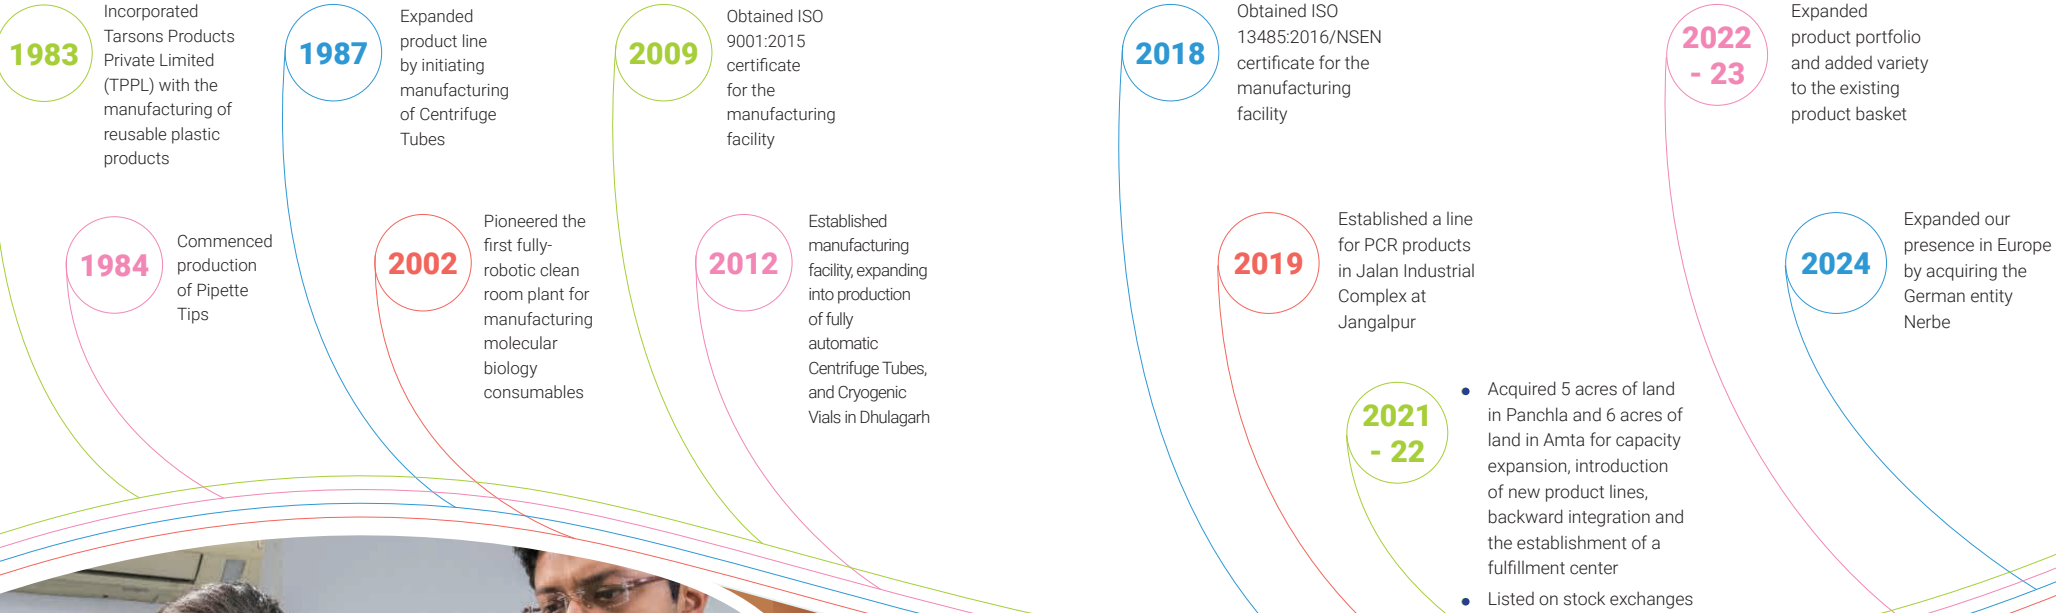 1983
Incorporated
Tarsons Products
Private Limited
(TPPL) with the
manufacturing of
reusable plastic
products
1984
Commenced
production
of Pipette
Tips
1987
Expanded
product line
by initiating
manufacturing
of Centrifuge
Tubes
2002
Pioneered the
first fully-
robotic clean
room plant for
manufacturing
molecular
biology
consumables
2009
Obtained ISO
9001:2015
certificate
for the
manufacturing
facility
2012
Established
manufacturing
facility, expanding
into production
of fully
automatic
Centrifuge Tubes,
and Cryogenic
Vials in Dhulagarh
2018
Obtained ISO
13485:2016/NSEN
certificate for the
manufacturing
facility
2019
Established a line
for PCR products
in Jalan Industrial
Complex at
Jangalpur
2021
- 22
• Acquired 5 acres of land
in Panchla and 6 acres of
land in Amta for capacity
expansion, introduction
of new product lines,
backward integration and
the establishment of a
fulfillment center
• Listed on stock exchanges
2022
- 23
Expanded
product portfolio
and added variety
to the existing
product basket
2024
Expanded our
presence in Europe
by acquiring the
German entity
Nerbe